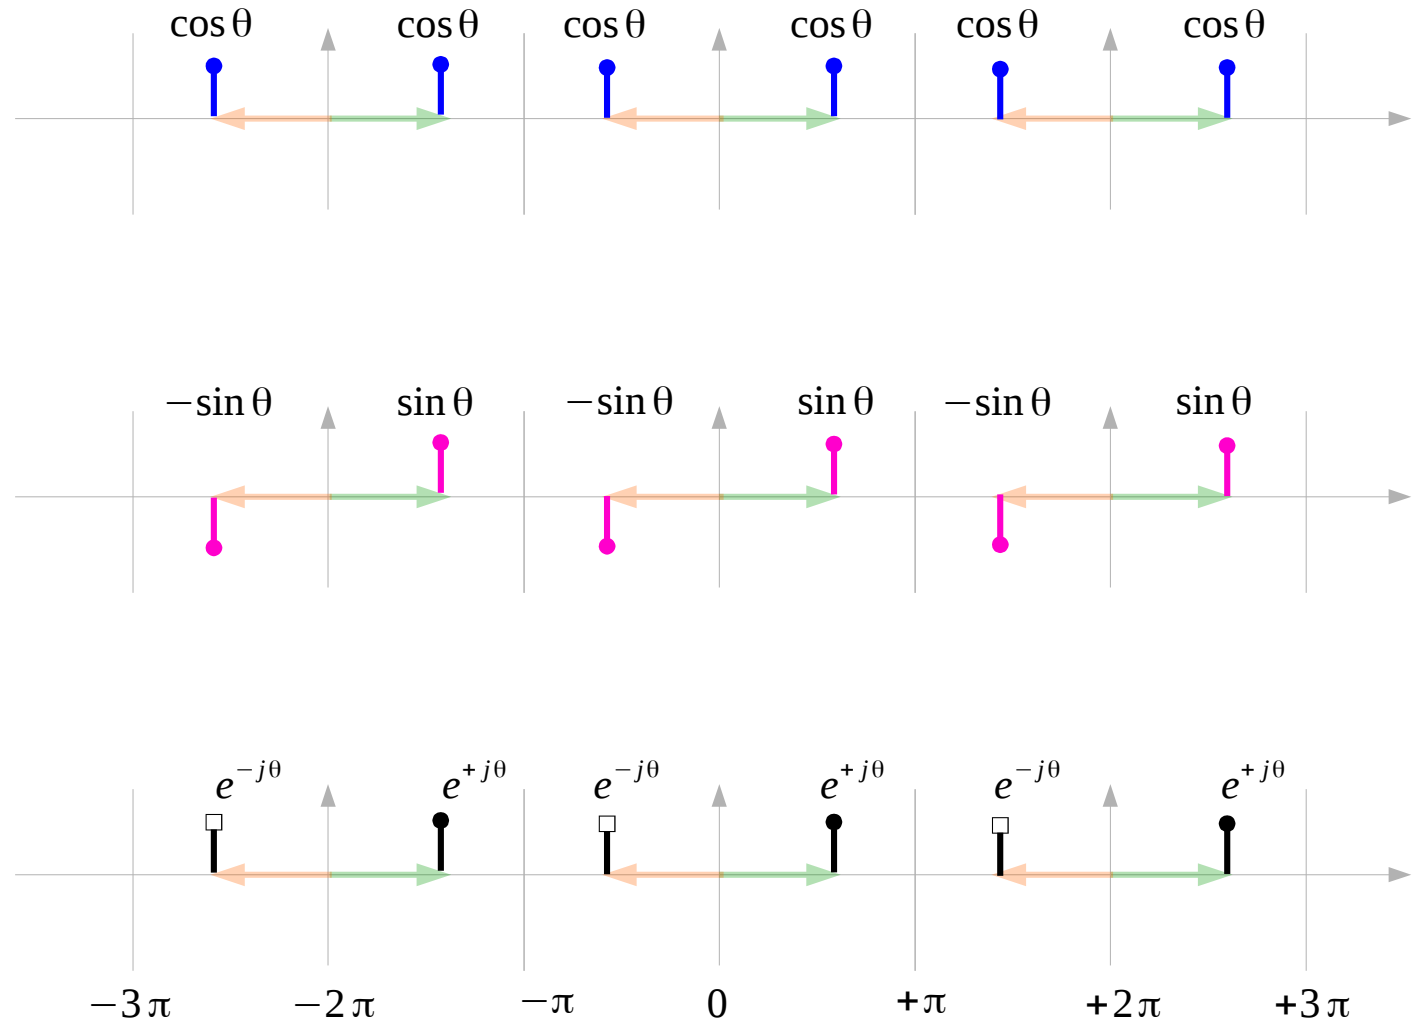 cos θ cos θ cos θ cos θ cos θ cos θ
−sin θ sin θ −sin θ sin θ −sin θ sin θ
e^{−jθ} e^{+jθ} e^{−jθ} e^{+jθ} e^{−jθ} e^{+jθ}
−3π −2π −π 0 +π +2π +3π